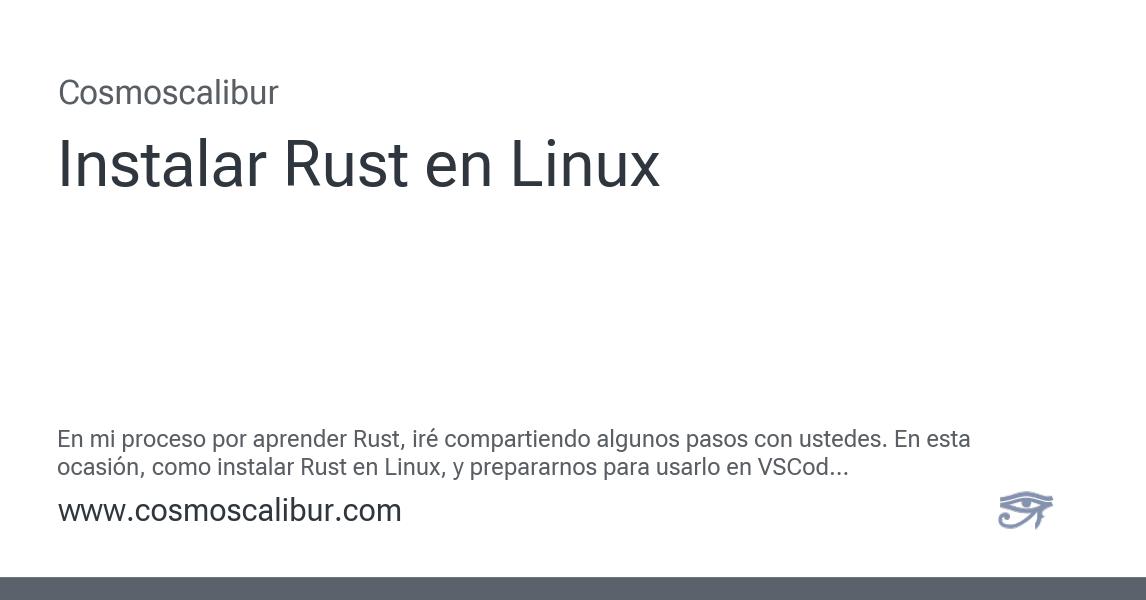 Cosmoscalibur
Instalar Rust en Linux
En mi proceso por aprender Rust, iré compartiendo algunos pasos con ustedes. En esta
ocasión, como instalar Rust en Linux, y prepararnos para usarlo en VSCod...
www.cosmoscalibur.com